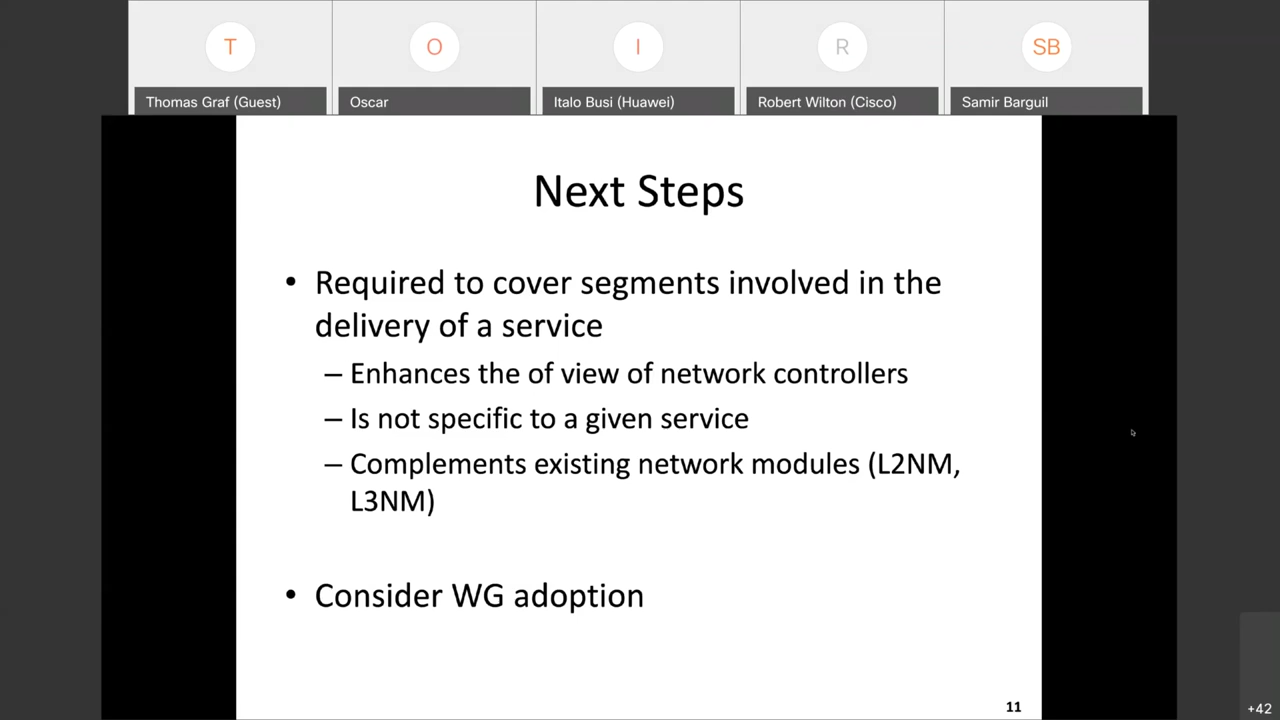 T
O
I
R
SB
Thomas Graf (Guest)
Oscar
Italo Busi (Huawei)
Robert Wilton (Cisco)
Samir Barguil
Next Steps
• Required to cover segments involved in the
delivery of a service
– Enhances the of view of network controllers
– Is not specific to a given service
– Complements existing network modules (L2NM,
L3NM)
• Consider WG adoption
11
+42